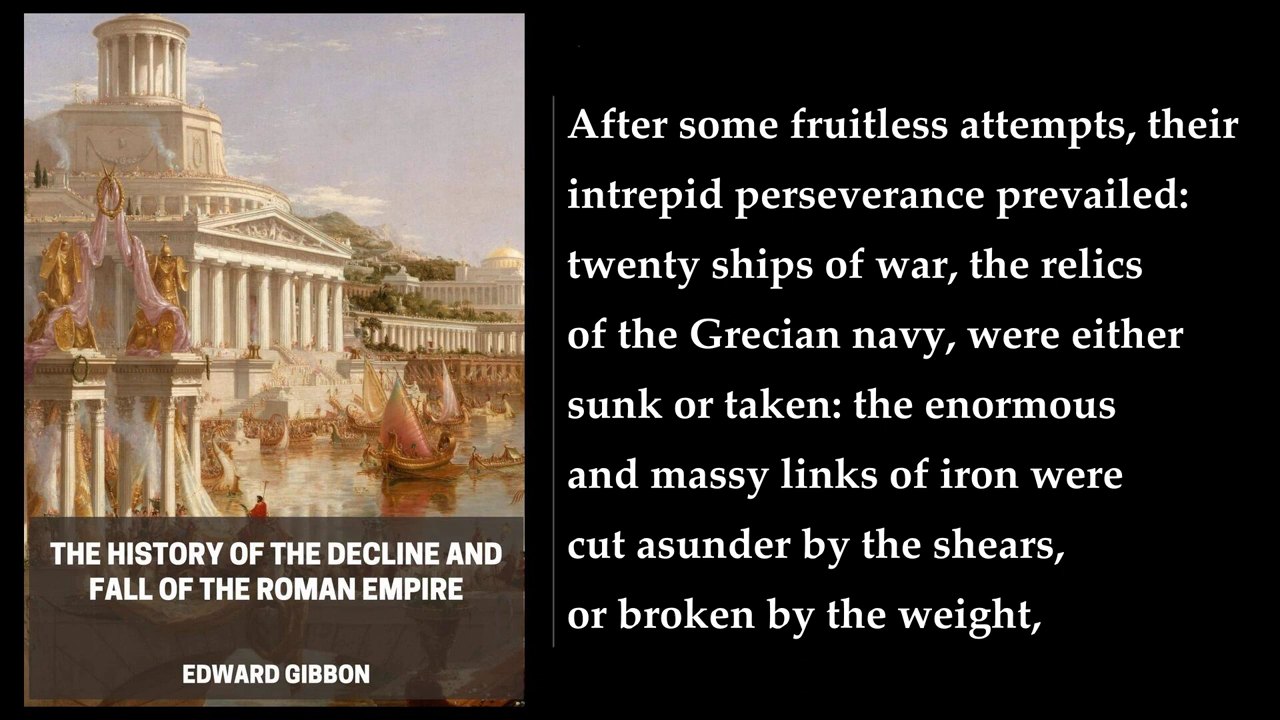 THE HISTORY OF THE DECLINE AND
FALL OF THE ROMAN EMPIRE
EDWARD GIBBON
After some fruitless attempts, their
intrepid perseverance prevailed:
twenty ships of war, the relics
of the Grecian navy, were either
sunk or taken: the enormous
and massy links of iron were
cut asunder by the shears,
or broken by the weight,